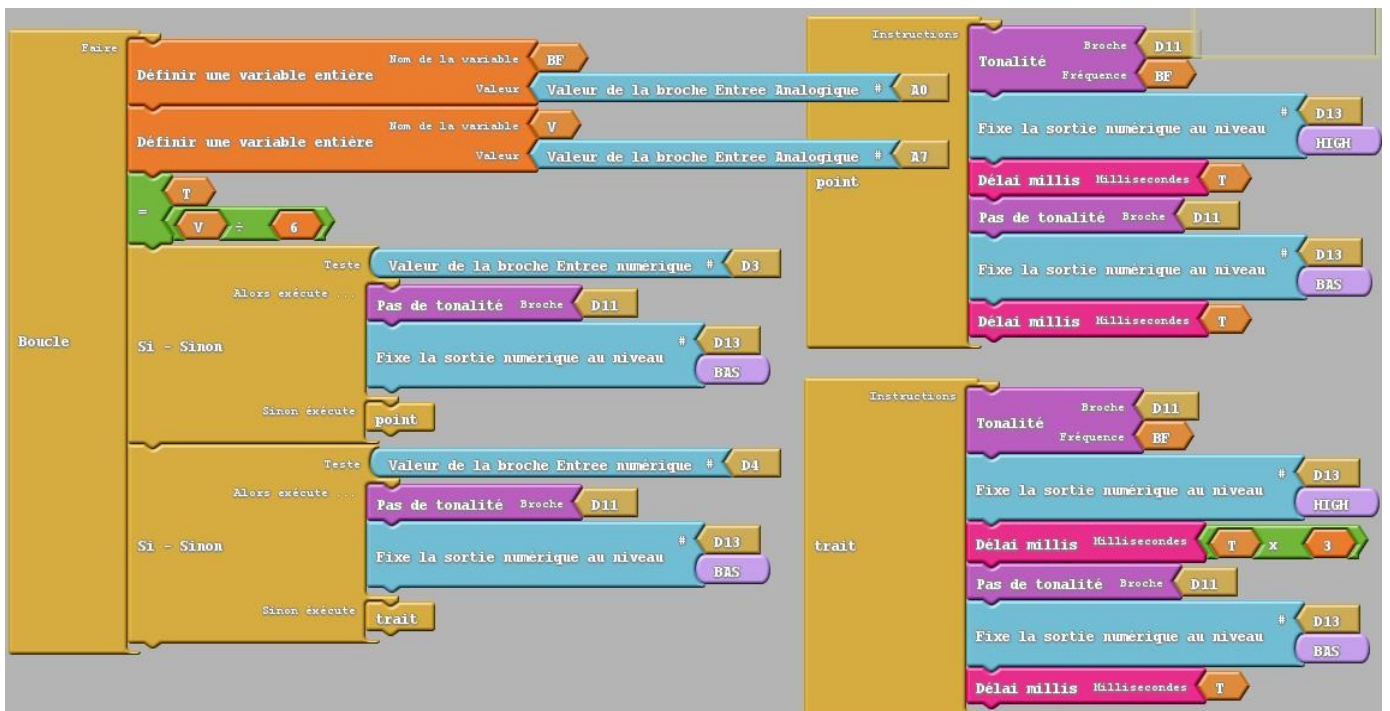 Faire
Définir une variable entière
Nom de la variable BF
Valeur Valeur de la broche Entree Analogique # A0
Définir une variable entière
Nom de la variable V
Valeur Valeur de la broche Entree Analogique # A7
=
T
V ÷ 6
Boucle
Si - Sinon
Teste Valeur de la broche Entree numérique # D3
Alors exécute ...
Pas de tonalité Broche D11
Fixe la sortie numérique au niveau # D13
BAS
Sinon éxécute
point
Si - Sinon
Teste Valeur de la broche Entree numérique # D4
Alors exécute ...
Pas de tonalité Broche D11
Fixe la sortie numérique au niveau # D13
BAS
Sinon éxécute
trait
Instructions
point
Tonalité
Broche D11
Fréquence BF
Fixe la sortie numérique au niveau # D13
HIGH
Délai millis Millisecondes T
Pas de tonalité Broche D11
Fixe la sortie numérique au niveau # D13
BAS
Délai millis Millisecondes T
Instructions
trait
Tonalité
Broche D11
Fréquence BF
Fixe la sortie numérique au niveau # D13
HIGH
Délai millis Millisecondes T x 3
Pas de tonalité Broche D11
Fixe la sortie numérique au niveau # D13
BAS
Délai millis Millisecondes T